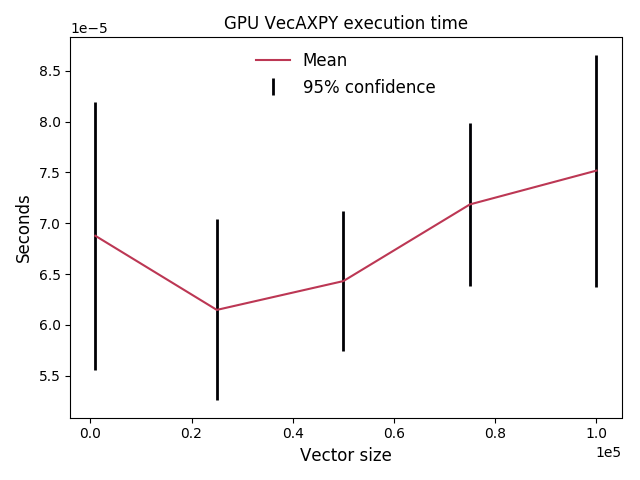 GPU VecAXPY execution time
1e−5
Mean
95% confidence
8.5
8.0
7.5
7.0
6.5
6.0
5.5
Seconds
0.0 0.2 0.4 0.6 0.8 1.0
1e5
Vector size